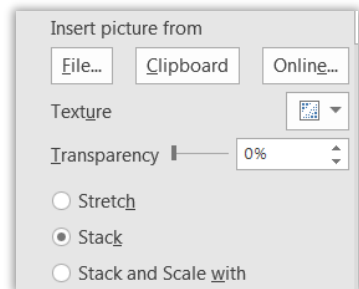 Insert picture from
File... Clipboard Online...
Texture
Transparency 0%
Stretch
Stack
Stack and Scale with